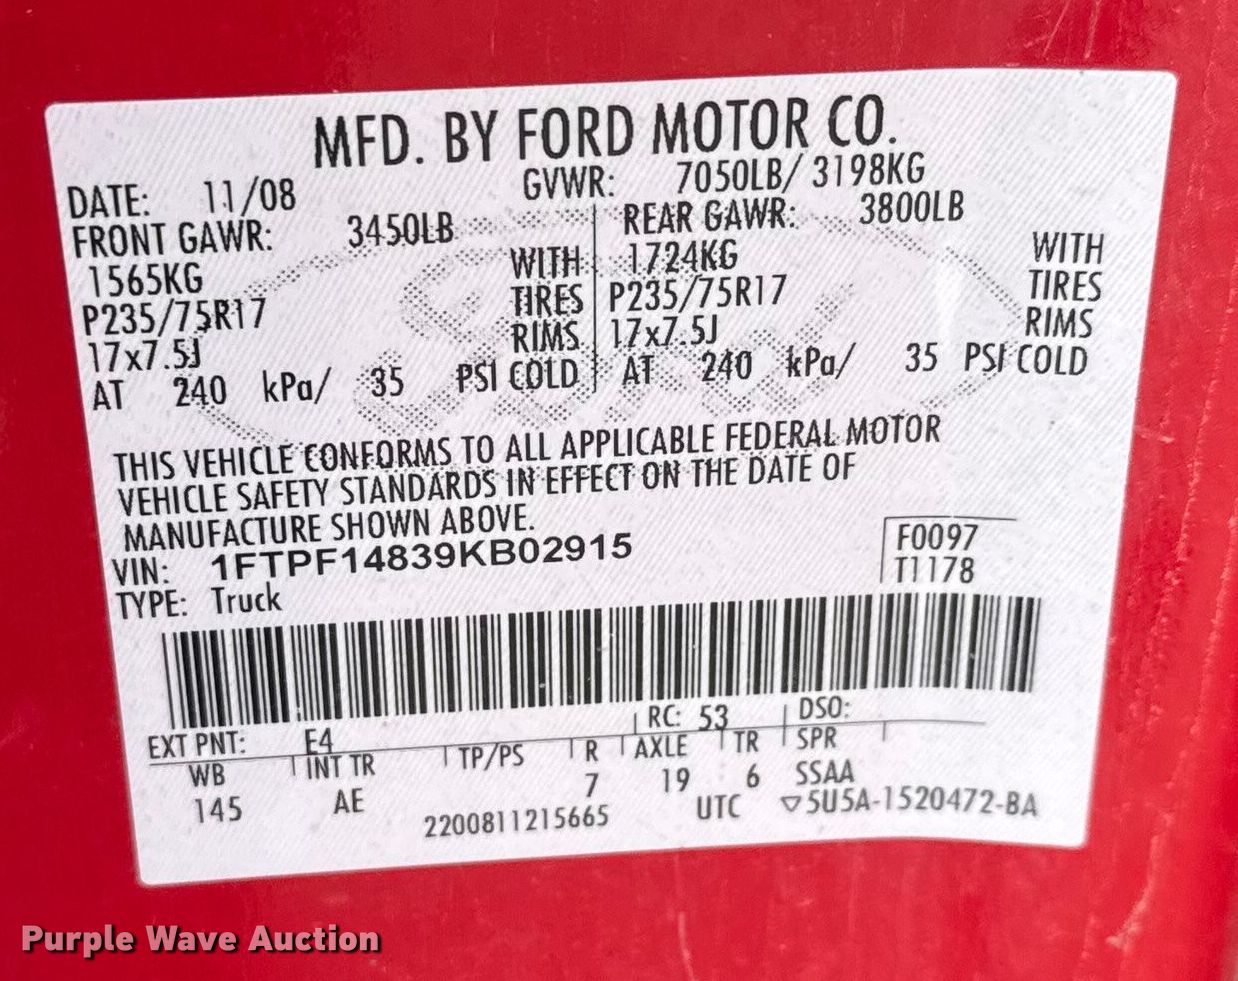 MFD. BY FORD MOTOR CO.
DATE: 11/08 GVWR: 7050LB/ 3198KG
FRONT GAWR: 3450LB REAR GAWR: 3800LB
1565KG WITH 1724KG WITH
P235/75R17 TIRES P235/75R17 TIRES
17x7.5J RIMS 17x7.5J RIMS
AT 240 kPa/ 35 PSI COLD AT 240 kPa/ 35 PSI COLD
THIS VEHICLE CONFORMS TO ALL APPLICABLE FEDERAL MOTOR
VEHICLE SAFETY STANDARDS IN EFFECT ON THE DATE OF
MANUFACTURE SHOWN ABOVE.
VIN: 1FTPF14839KB02915 F0097
TYPE: Truck T1178
EXT PNT: E4 RC: 53 DSO:
WB INT TR TP/PS R AXLE TR SPR
145 AE 7 19 6 SSAA
2200811215665 UTC ▽5U5A-1520472-BA
Purple Wave Auction